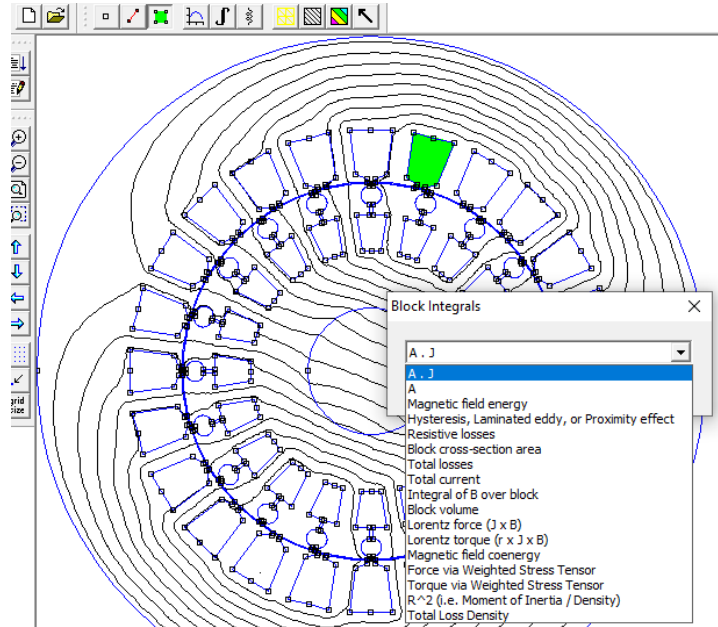 Block Integrals
A . J
A . J
A
Magnetic field energy
Hysteresis, Laminated eddy, or Proximity effect
Resistive losses
Block cross-section area
Total losses
Total current
Integral of B over block
Block volume
Lorentz force (J x B)
Lorentz torque (r x J x B)
Magnetic field coenergy
Force via Weighted Stress Tensor
Torque via Weighted Stress Tensor
R^2 (i.e. Moment of Inertia / Density)
Total Loss Density
grid
size